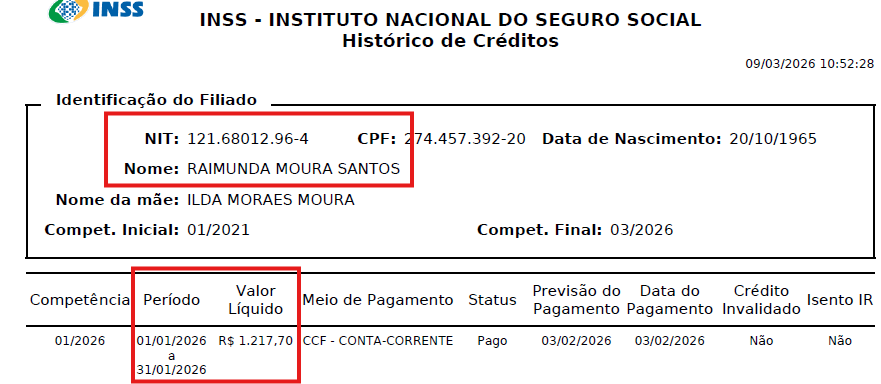 INSS
INSS - INSTITUTO NACIONAL DO SEGURO SOCIAL
Histórico de Créditos
09/03/2026 10:52:28
Identificação do Filiado
NIT: 121.68012.96-4 CPF: 274.457.392-20 Data de Nascimento: 20/10/1965
Nome: RAIMUNDA MOURA SANTOS
Nome da mãe: ILDA MORAES MOURA
Compet. Inicial: 01/2021 Compet. Final: 03/2026
Competência Período Valor Líquido Meio de Pagamento Status Previsão do Pagamento Data do Pagamento Crédito Invalidado Isento IR
01/2026 01/01/2026 a 31/01/2026 R$ 1.217,70 CCF - CONTA-CORRENTE Pago 03/02/2026 03/02/2026 Não Não